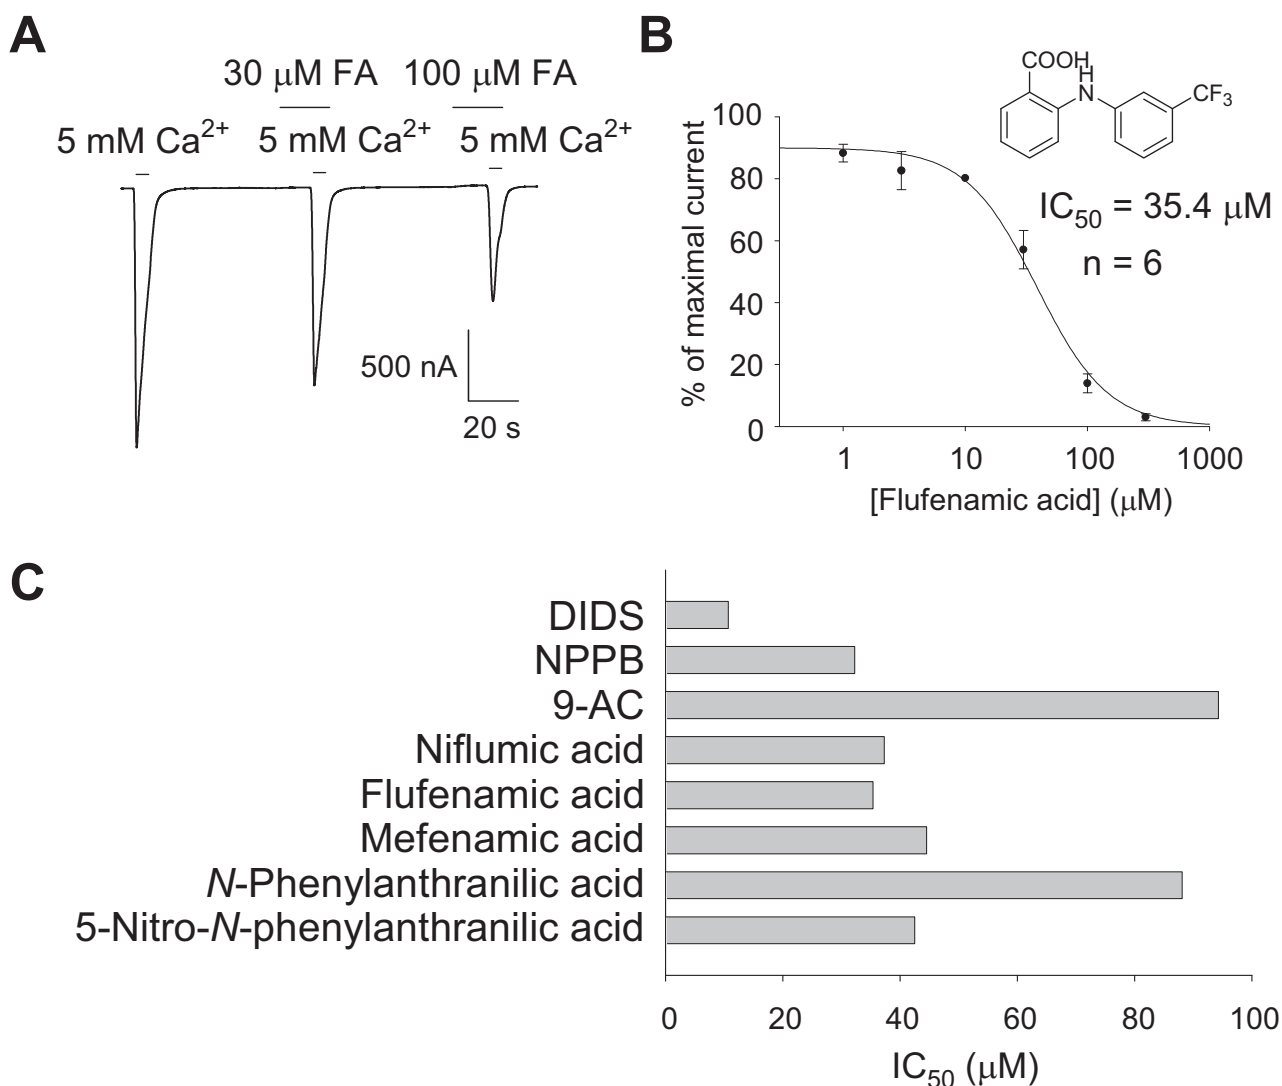 A
30 μM FA 100 μM FA
5 mM Ca²⁺ 5 mM Ca²⁺ 5 mM Ca²⁺
500 nA
20 s
B
COOH
H
N
CF₃
IC₅₀ = 35.4 μM
n = 6
% of maximal current
100
80
60
40
20
0
1 10 100 1000
[Flufenamic acid] (μM)
C
DIDS
NPPB
9-AC
Niflumic acid
Flufenamic acid
Mefenamic acid
N-Phenylanthranilic acid
5-Nitro-N-phenylanthranilic acid
0 20 40 60 80 100
IC₅₀ (μM)